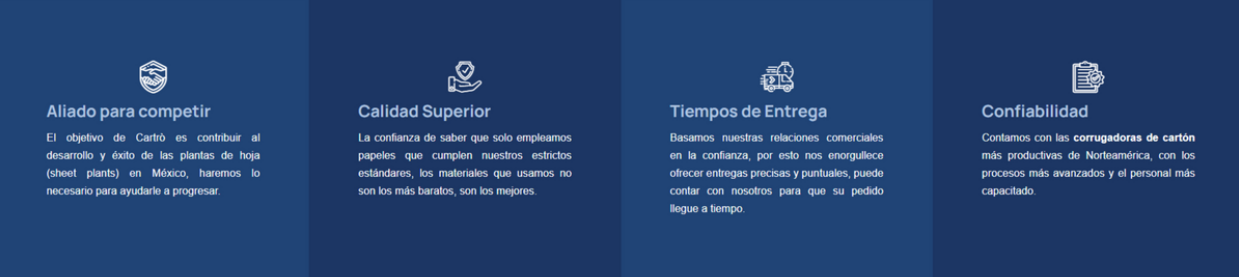 Aliado para competir
El objetivo de Cartrò es contribuir al
desarrollo y éxito de las plantas de hoja
(sheet plants) en México, haremos lo
necesario para ayudarle a progresar.
Calidad Superior
La confianza de saber que solo empleamos
papeles que cumplen nuestros estrictos
estándares, los materiales que usamos no
son los más baratos, son los mejores.
Tiempos de Entrega
Basamos nuestras relaciones comerciales
en la confianza, por esto nos enorgullece
ofrecer entregas precisas y puntuales, puede
contar con nosotros para que su pedido
llegue a tiempo.
Confiabilidad
Contamos con las corrugadoras de cartón
más productivas de Norteamérica, con los
procesos más avanzados y el personal más
capacitado.